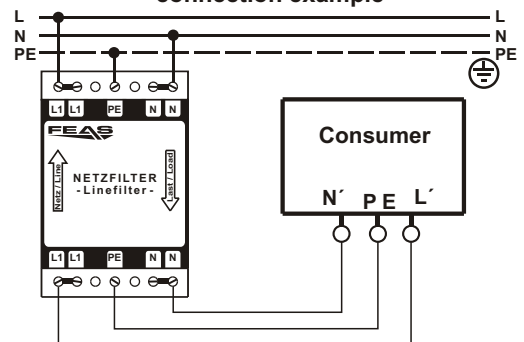 connection example
L L
N N
PE PE
L1 L1 PE N N
FEAS
Netz / Line
NETZFILTER
- Linefilter -
Last / Load
L1 L1 PE N N
Consumer
N´ PE L´